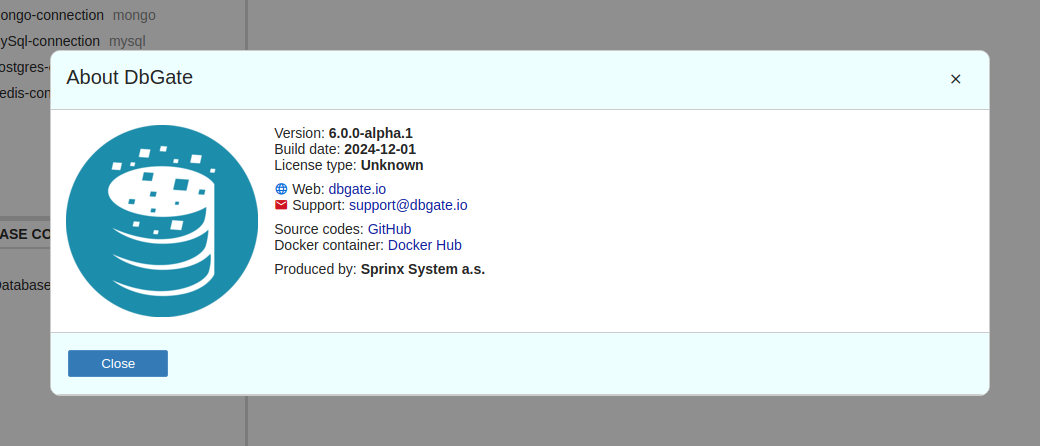 ongo-connection mongo
ySql-connection mysql
ostgres-
edis-con
About DbGate
×
Version: 6.0.0-alpha.1
Build date: 2024-12-01
License type: Unknown
Web: dbgate.io
Support: support@dbgate.io
Source codes: GitHub
Docker container: Docker Hub
Produced by: Sprinx System a.s.
ASE CO
Database
Close